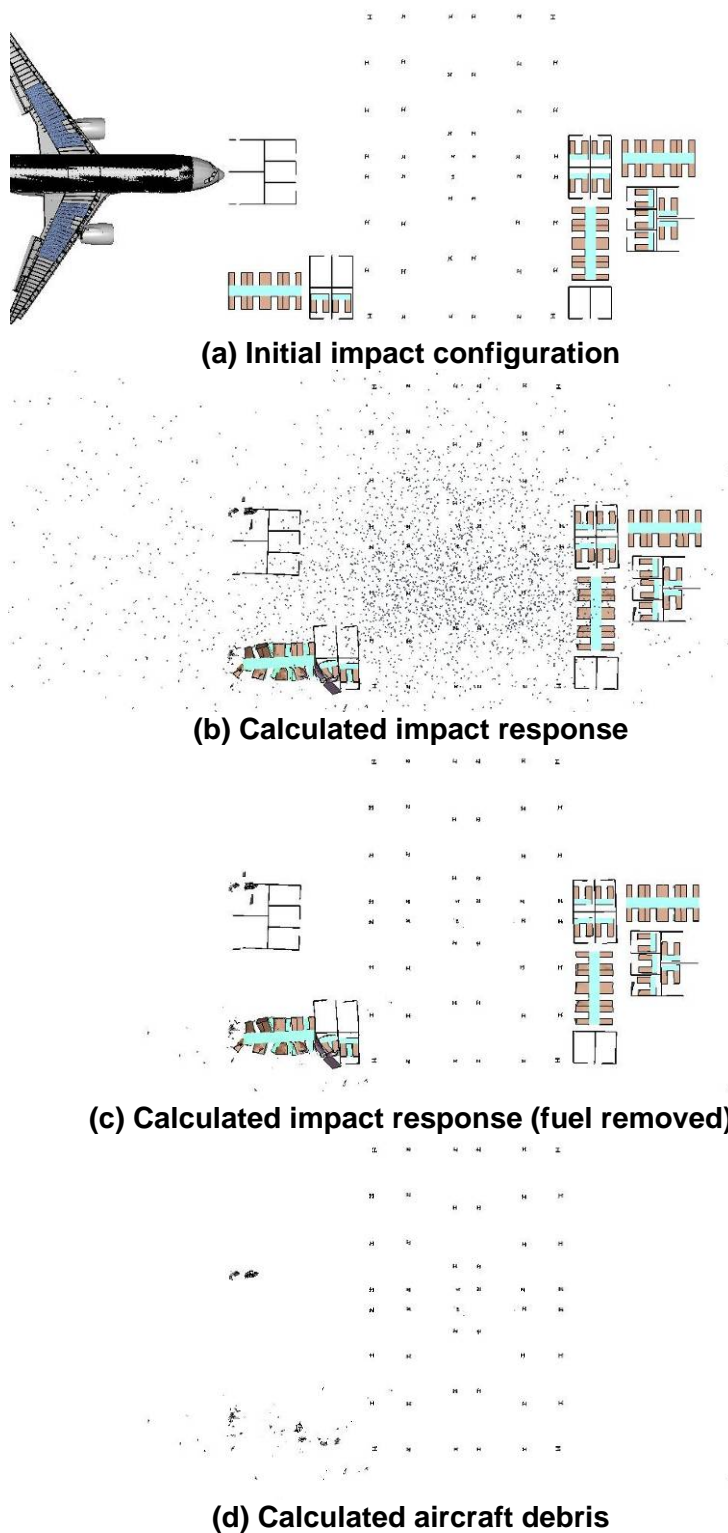 (a) Initial impact configuration
(b) Calculated impact response
(c) Calculated impact response (fuel removed)
(d) Calculated aircraft debris